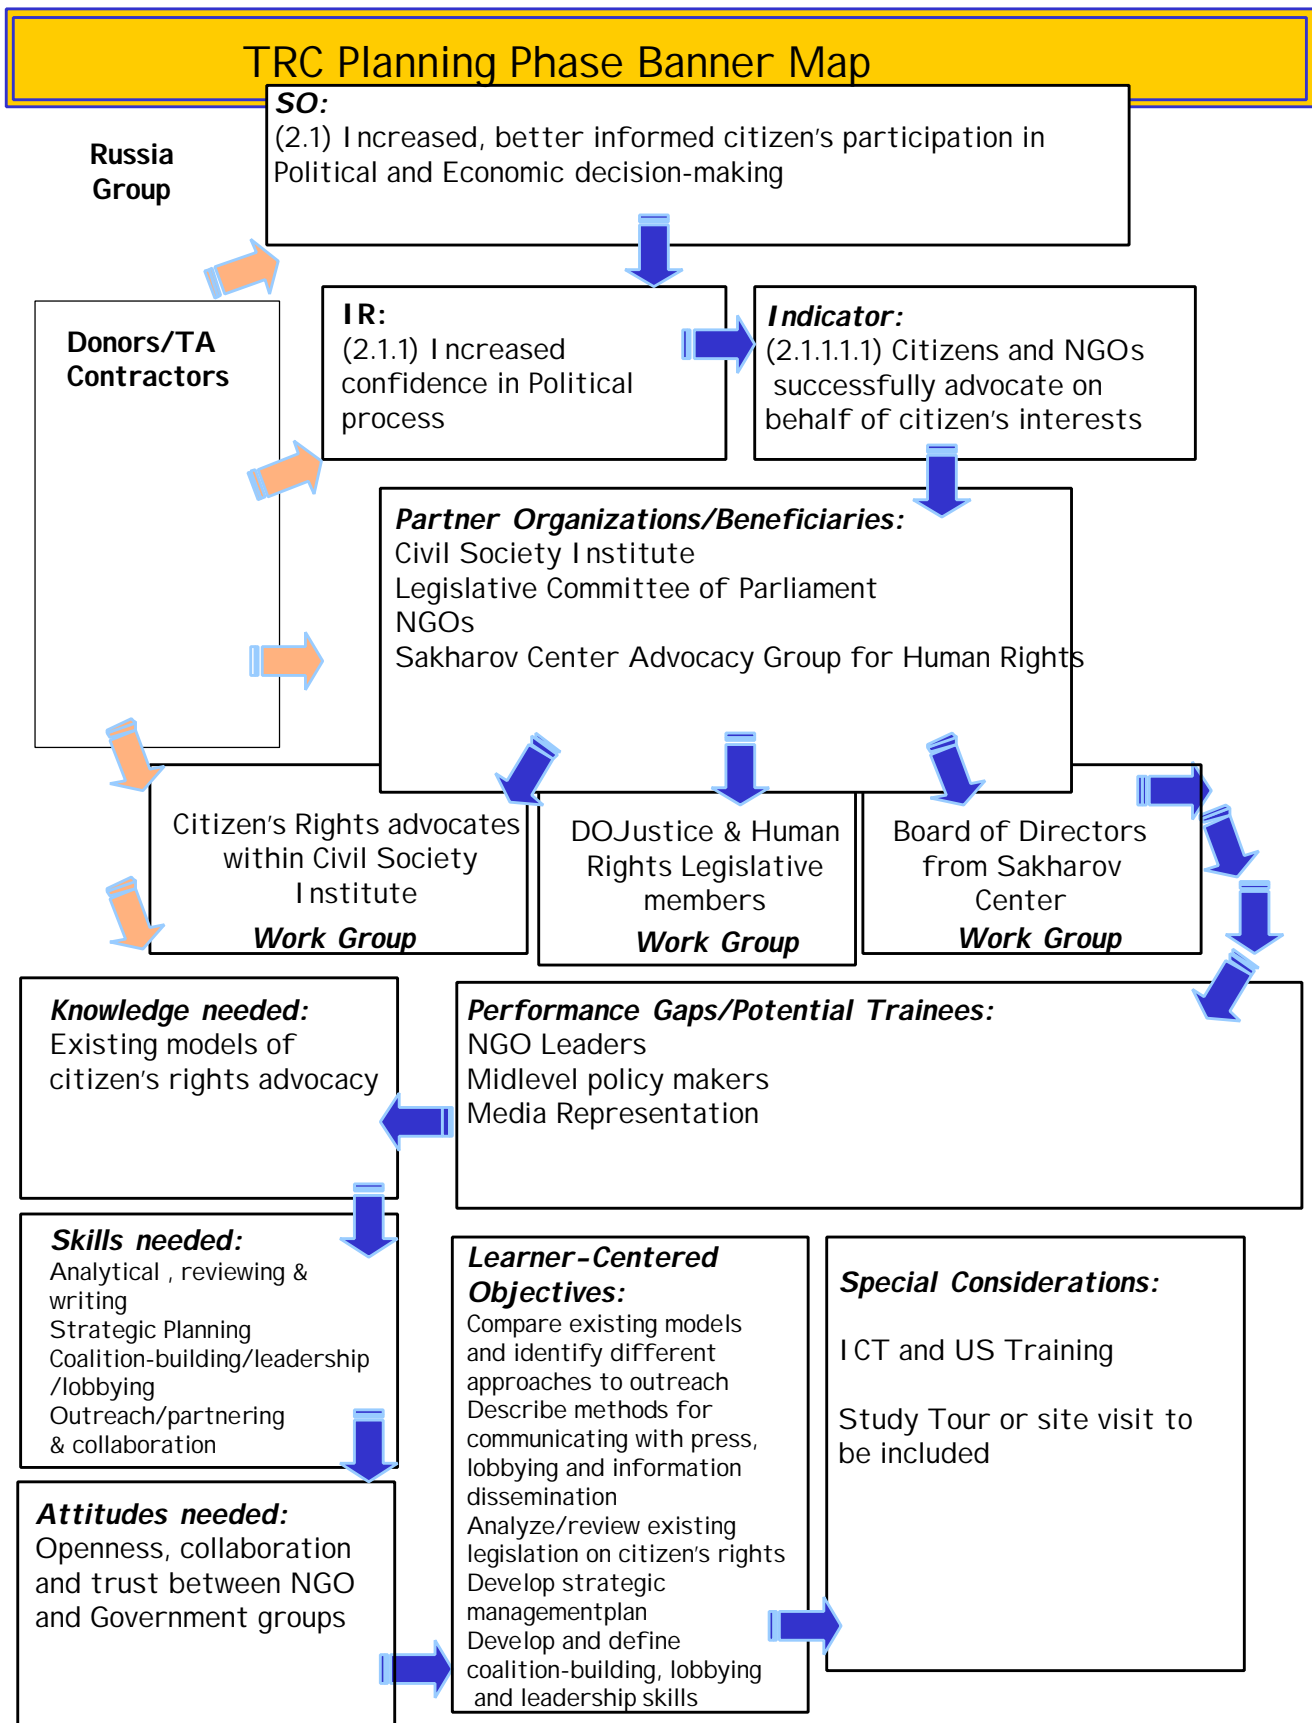 TRC Planning Phase Banner Map
SO:
(2.1) Increased, better informed citizen's participation in
Political and Economic decision-making
Russia
Group
Donors/TA
Contractors
IR:
(2.1.1) Increased
confidence in Political
process
Indicator:
(2.1.1.1.1) Citizens and NGOs
successfully advocate on
behalf of citizen's interests
Partner Organizations/Beneficiaries:
Civil Society Institute
Legislative Committee of Parliament
NGOs
Sakharov Center Advocacy Group for Human Rights
Citizen's Rights advocates
within Civil Society
Institute
Work Group
DOJustice & Human
Rights Legislative
members
Work Group
Board of Directors
from Sakharov
Center
Work Group
Performance Gaps/Potential Trainees:
NGO Leaders
Midlevel policy makers
Media Representation
Knowledge needed:
Existing models of
citizen's rights advocacy
Skills needed:
Analytical , reviewing &
writing
Strategic Planning
Coalition-building/leadership
/lobbying
Outreach/partnering
& collaboration
Attitudes needed:
Openness, collaboration
and trust between NGO
and Government groups
Learner-Centered
Objectives:
Compare existing models
and identify different
approaches to outreach
Describe methods for
communicating with press,
lobbying and information
dissemination
Analyze/review existing
legislation on citizen's rights
Develop strategic
managementplan
Develop and define
coalition-building, lobbying
and leadership skills
Special Considerations:
ICT and US Training
Study Tour or site visit to
be included